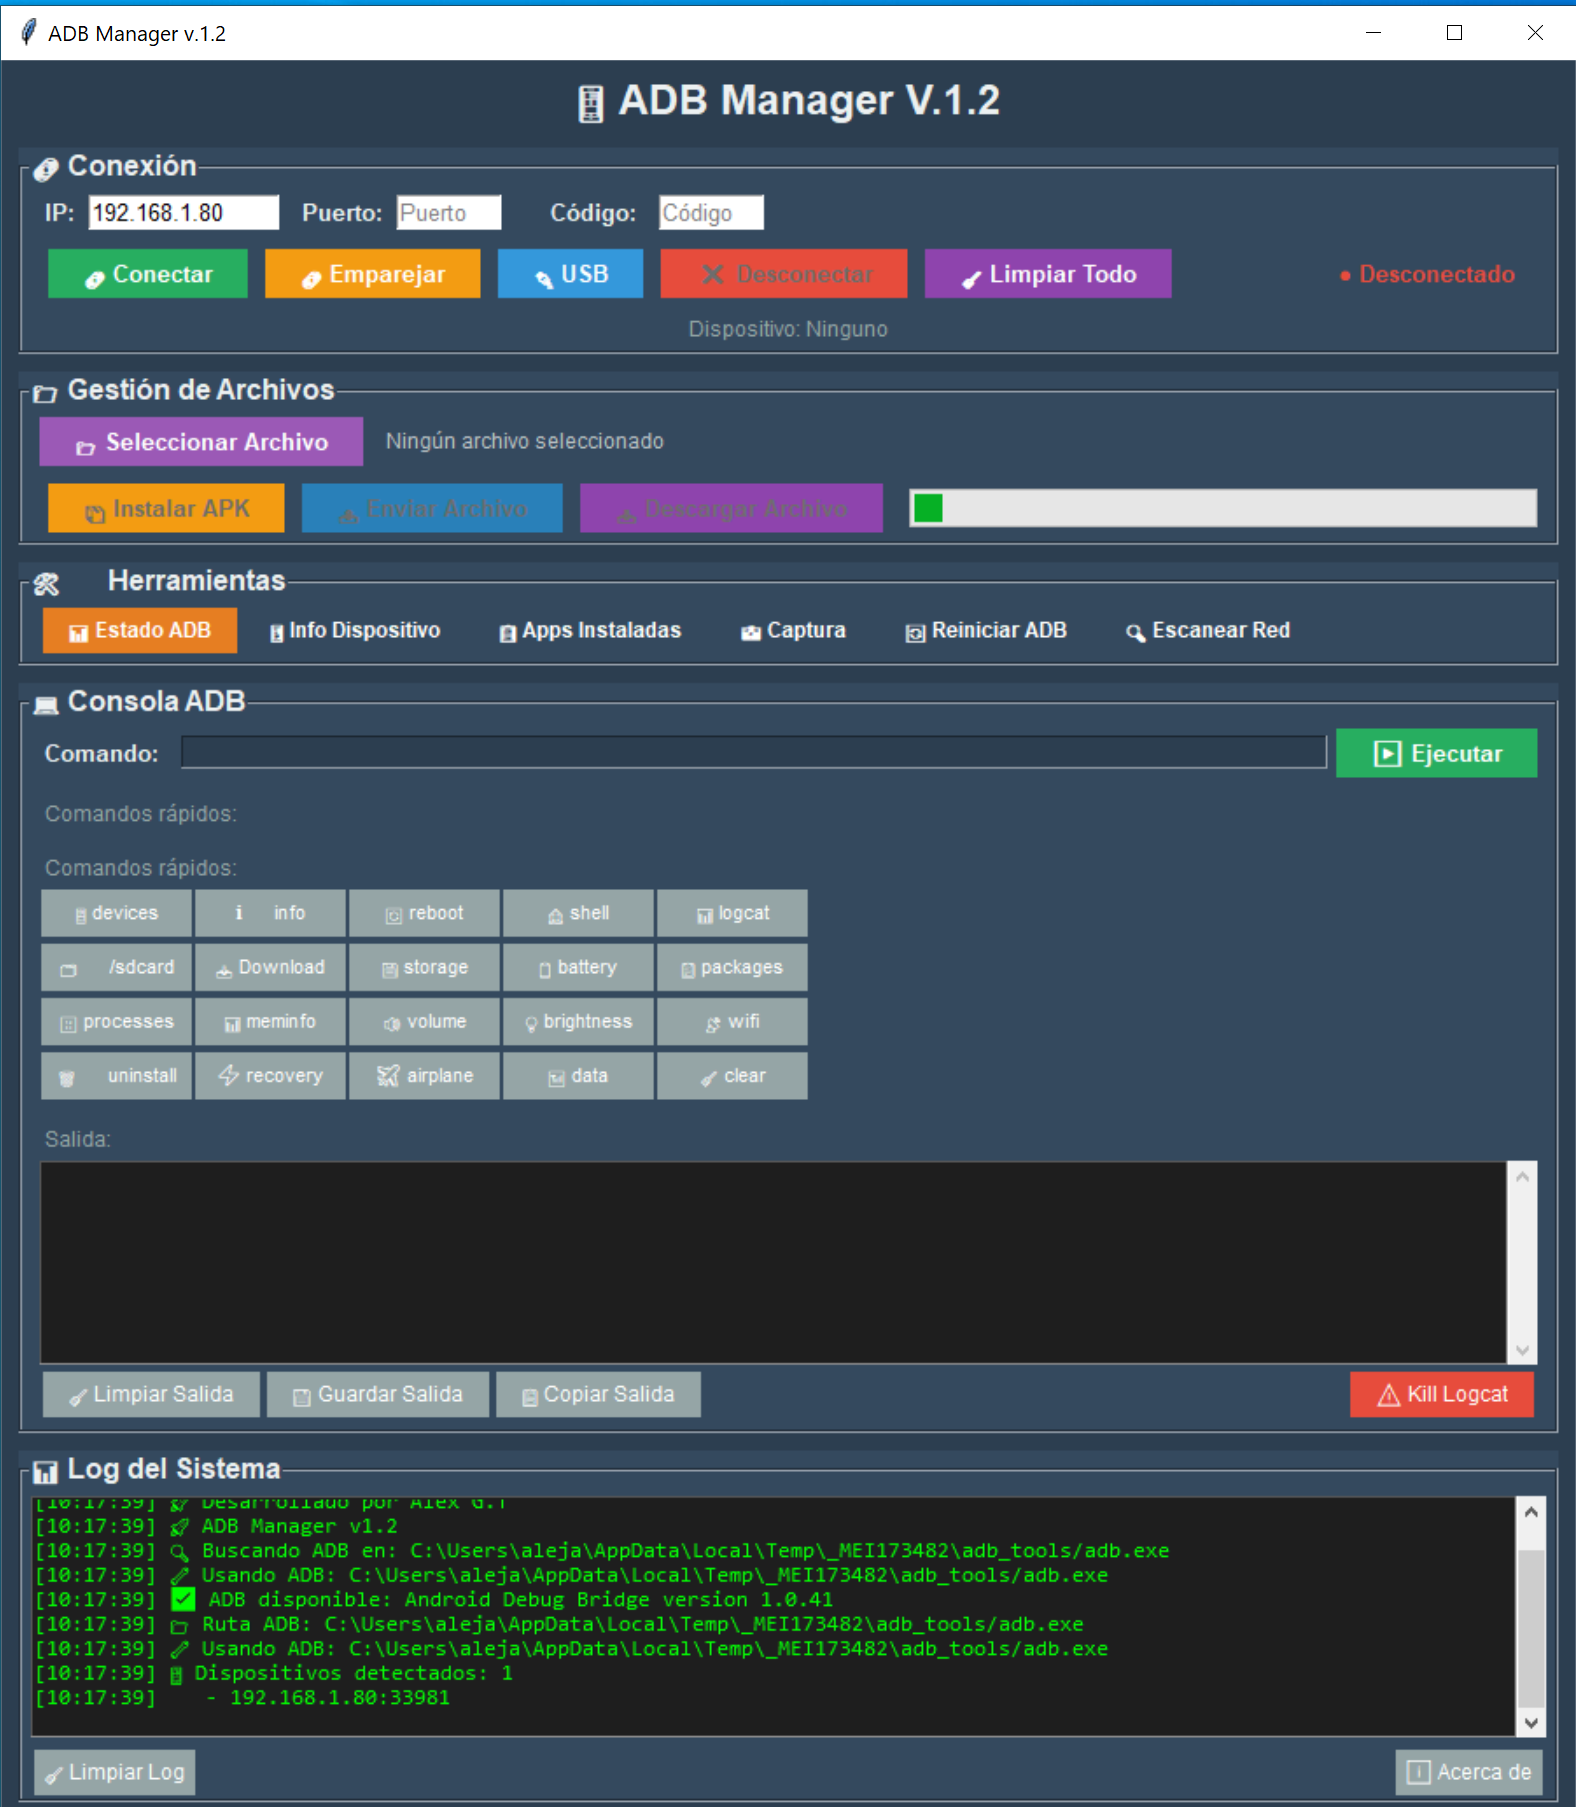 ADB Manager v.1.2
ADB Manager V.1.2
Conexión
IP: 192.168.1.80 Puerto: Puerto Código: Código
Conectar Emparejar USB Desconectar Limpiar Todo ● Desconectado
Dispositivo: Ninguno
Gestión de Archivos
Seleccionar Archivo Ningún archivo seleccionado
Instalar APK Enviar Archivo Descargar Archivo
Herramientas
Estado ADB Info Dispositivo Apps Instaladas Captura Reiniciar ADB Escanear Red
Consola ADB
Comando: Ejecutar
Comandos rápidos:
Comandos rápidos:
devices info reboot shell logcat
/sdcard Download storage battery packages
processes meminfo volume brightness wifi
uninstall recovery airplane data clear
Salida:
Limpiar Salida Guardar Salida Copiar Salida Kill Logcat
Log del Sistema
[10:17:39] Desarrollado por Alex G.T
[10:17:39] ADB Manager v1.2
[10:17:39] Buscando ADB en: C:\Users\aleja\AppData\Local\Temp\_MEI173482\adb_tools/adb.exe
[10:17:39] Usando ADB: C:\Users\aleja\AppData\Local\Temp\_MEI173482\adb_tools/adb.exe
[10:17:39] ADB disponible: Android Debug Bridge version 1.0.41
[10:17:39] Ruta ADB: C:\Users\aleja\AppData\Local\Temp\_MEI173482\adb_tools/adb.exe
[10:17:39] Usando ADB: C:\Users\aleja\AppData\Local\Temp\_MEI173482\adb_tools/adb.exe
[10:17:39] Dispositivos detectados: 1
[10:17:39] - 192.168.1.80:33981
Limpiar Log Acerca de